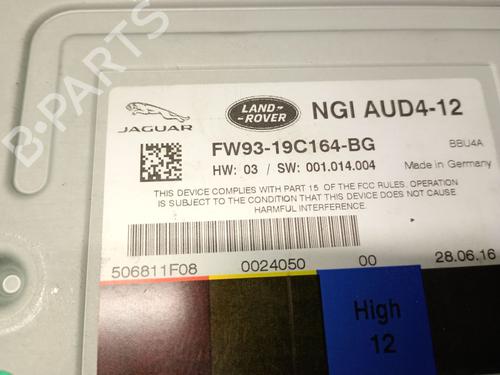 B-PARTS
JAGUAR
LAND-
ROVER
NGI AUD4-12
FW93-19C164-BG
BBU4A
HW: 03 / SW: 001.014.004
Made in Germany
THIS DEVICE COMPLIES WITH PART 15 OF THE FCC RULES. OPERATION
IS SUBJECT TO THE CONDITION THAT THIS DEVICE DOES NOT CAUSE
HARMFUL INTERFERENCE.
506811F08 0024050 00 28.06.16
High
12